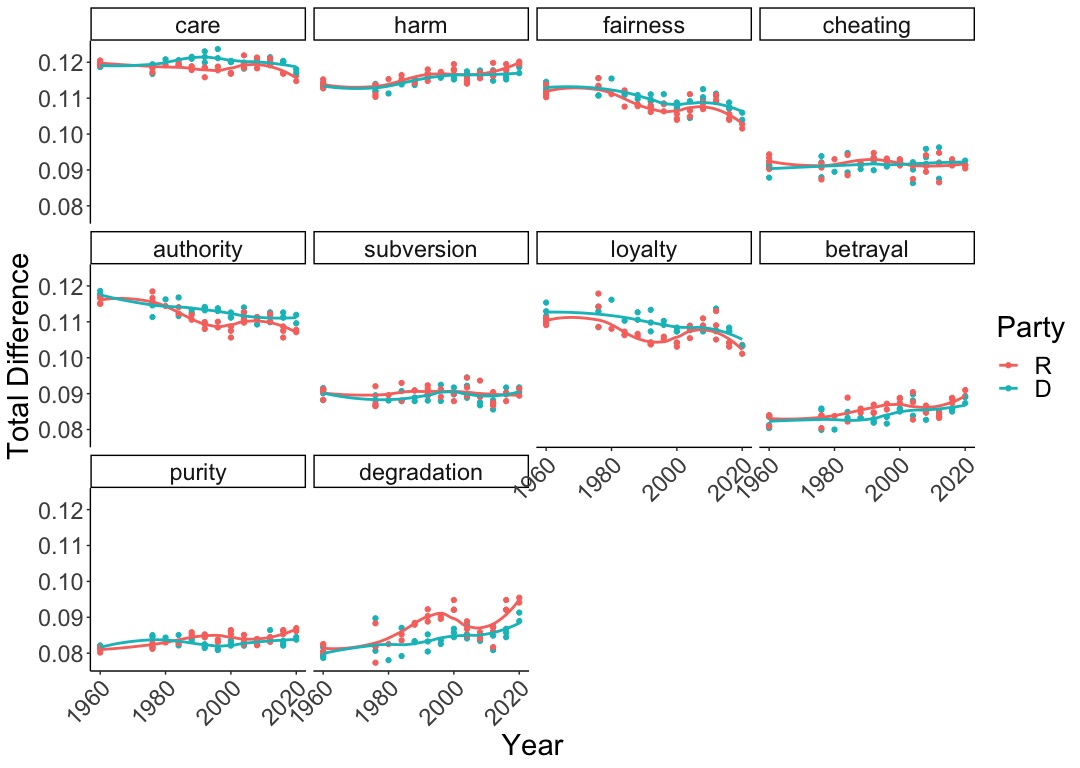 care harm fairness cheating
0.12
0.11
0.10
0.09
0.08
authority subversion loyalty betrayal
0.12
0.11
0.10
0.09
0.08
1960 1980 2000 2020 1960 1980 2000 2020
purity degradation
0.12
0.11
0.10
0.09
0.08
1960 1980 2000 2020 1960 1980 2000 2020
Year
Total Difference
Party
R
D